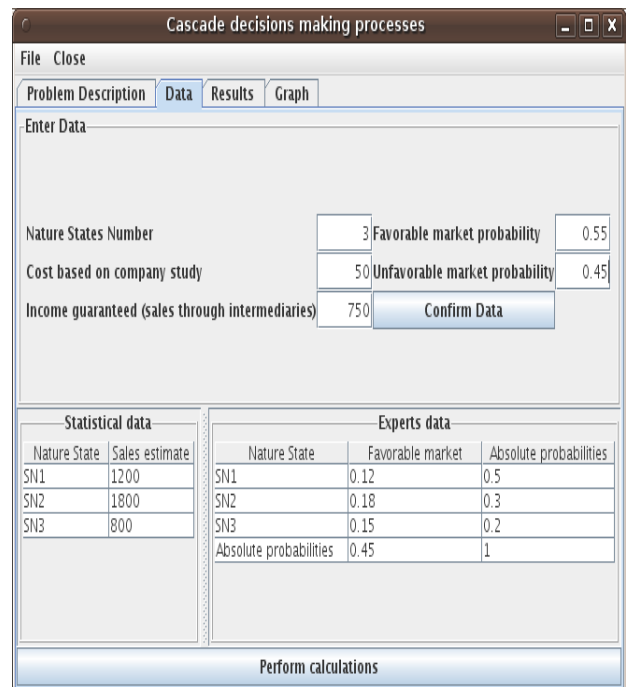 Cascade decisions making processes
File Close
Problem Description Data Results Graph
Enter Data
Nature States Number 3 Favorable market probability 0.55
Cost based on company study 50 Unfavorable market probability 0.45
Income guaranteed (sales through intermediaries) 750 Confirm Data
Statistical data
Nature State Sales estimate
SN1 1200
SN2 1800
SN3 800
Experts data
Nature State Favorable market Absolute probabilities
SN1 0.12 0.5
SN2 0.18 0.3
SN3 0.15 0.2
Absolute probabilities 0.45 1
Perform calculations